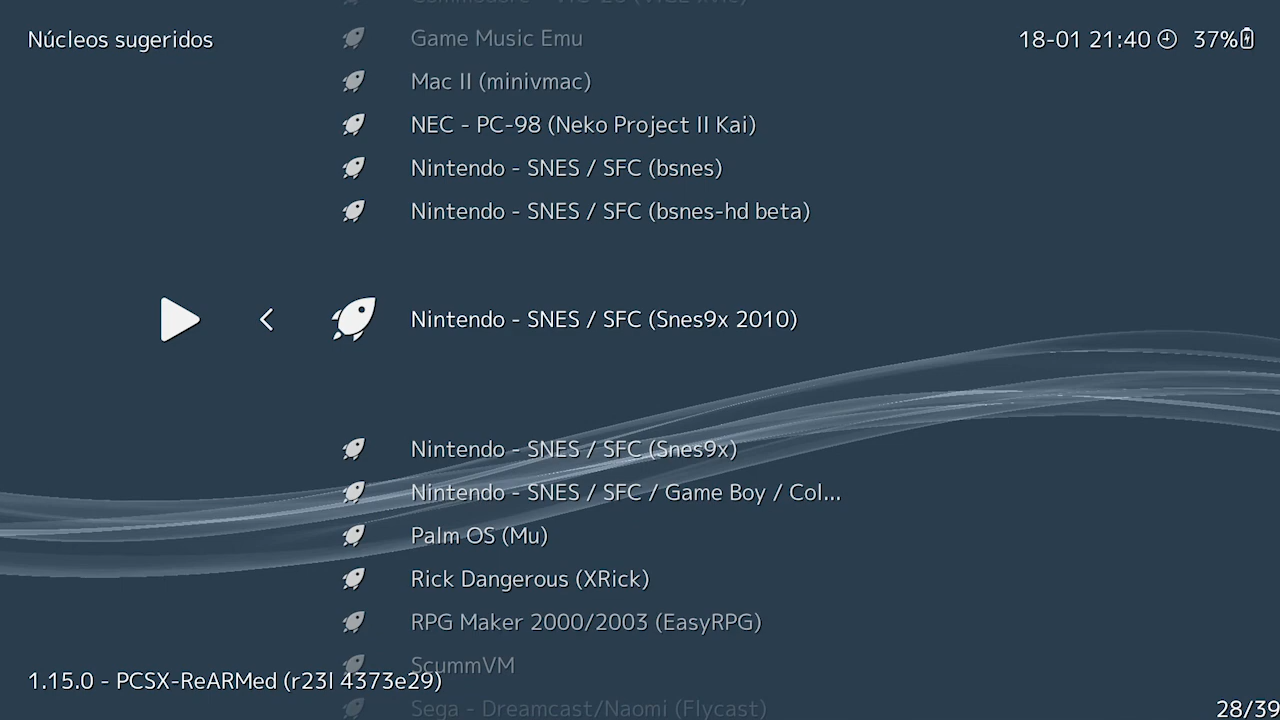 Núcleos sugeridos
18-01 21:40 37%
Game Music Emu
Mac II (minivmac)
NEC - PC-98 (Neko Project II Kai)
Nintendo - SNES / SFC (bsnes)
Nintendo - SNES / SFC (bsnes-hd beta)
Nintendo - SNES / SFC (Snes9x 2010)
Nintendo - SNES / SFC (Snes9x)
Nintendo - SNES / SFC / Game Boy / Col...
Palm OS (Mu)
Rick Dangerous (XRick)
RPG Maker 2000/2003 (EasyRPG)
ScummVM
1.15.0 - PCSX-ReARMed (r23l 4373e29)
Sega - Dreamcast/Naomi (Flycast)
28/39